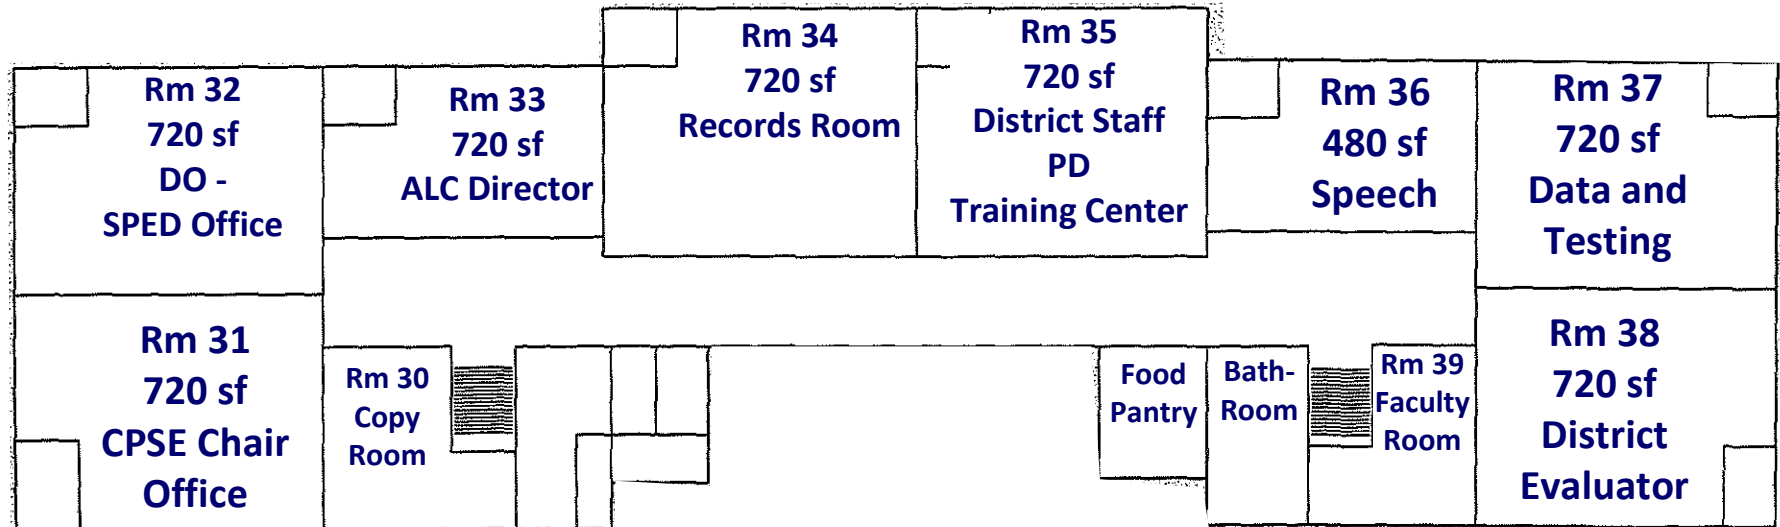 Rm 32
720 sf
DO -
SPED Office
Rm 33
720 sf
ALC Director
Rm 34
720 sf
Records Room
Rm 35
720 sf
District Staff
PD
Training Center
Rm 36
480 sf
Speech
Rm 37
720 sf
Data and
Testing
Rm 31
720 sf
CPSE Chair
Office
Rm 30
Copy
Room
Food
Pantry
Bath-
Room
Rm 39
Faculty
Room
Rm 38
720 sf
District
Evaluator